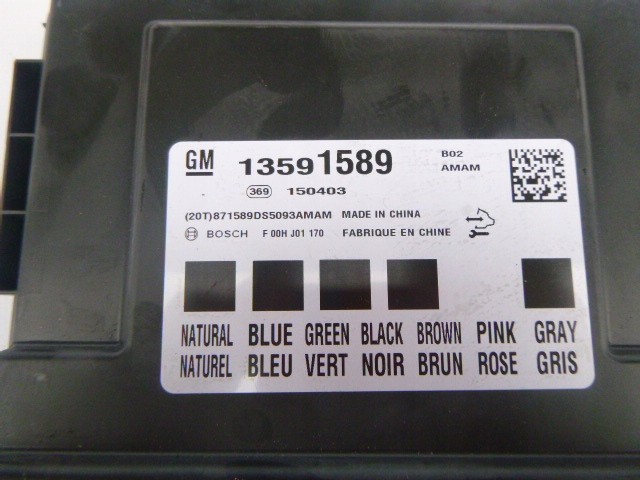 GM 13591589 B02
AMAM
369 150403
(20T)871589DS5093AMAM MADE IN CHINA
BOSCH F 00H J01 170 FABRIQUE EN CHINE
NATURAL BLUE GREEN BLACK BROWN PINK GRAY
NATUREL BLEU VERT NOIR BRUN ROSE GRIS